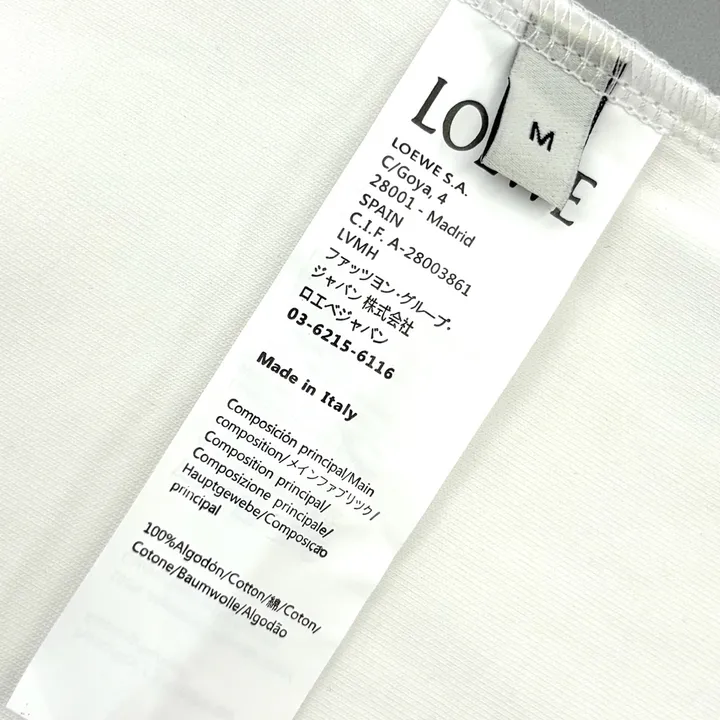 LOEWE
M
LOEWE S.A.
C/Goya, 4
28001 - Madrid
SPAIN
C.I.F. A-28003861
LVMH
ファッツヨン·グループ·
ジャパン 株式会社
ロエベジャパン
03-6215-6116
Made in Italy
Composición principal/Main
composition/メインファブリック/
Composition principal/
Composizione principale/
Hauptgewebe/Composição
principal
100%Algodón/Cotton/綿/Coton/
Cotone/Baumwolle/Algodão